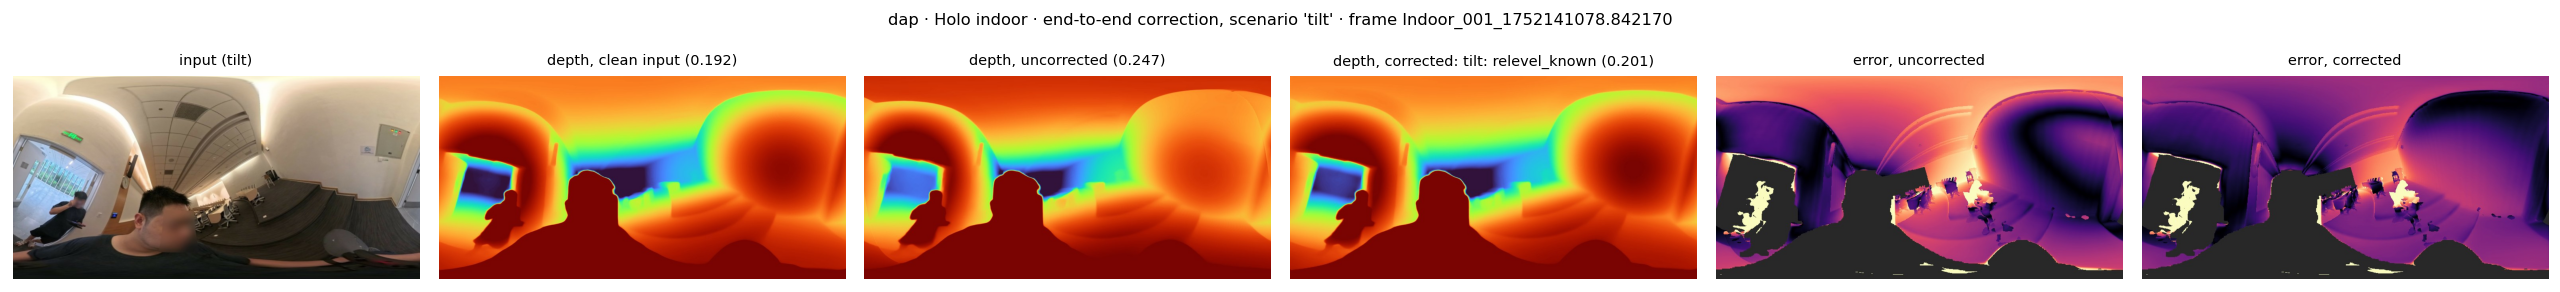 dap · Holo indoor · end-to-end correction, scenario 'tilt' · frame Indoor_001_1752141078.842170
input (tilt)
depth, clean input (0.192)
depth, uncorrected (0.247)
depth, corrected: tilt: relevel_known (0.201)
error, uncorrected
error, corrected